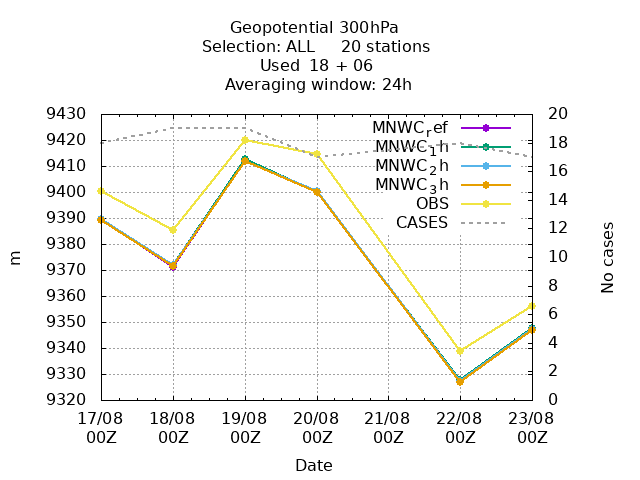 Geopotential 300hPa
Selection: ALL 20 stations
Used 18 + 06
Averaging window: 24h
9430
9420
9410
9400
9390
9380
9370
9360
9350
9340
9330
9320
m
20
18
16
14
12
10
8
6
4
2
0
No cases
MNWC_ref
MNWC_1h
MNWC_2h
MNWC_3h
OBS
CASES
17/08 18/08 19/08 20/08 21/08 22/08 23/08
00Z 00Z 00Z 00Z 00Z 00Z 00Z
Date